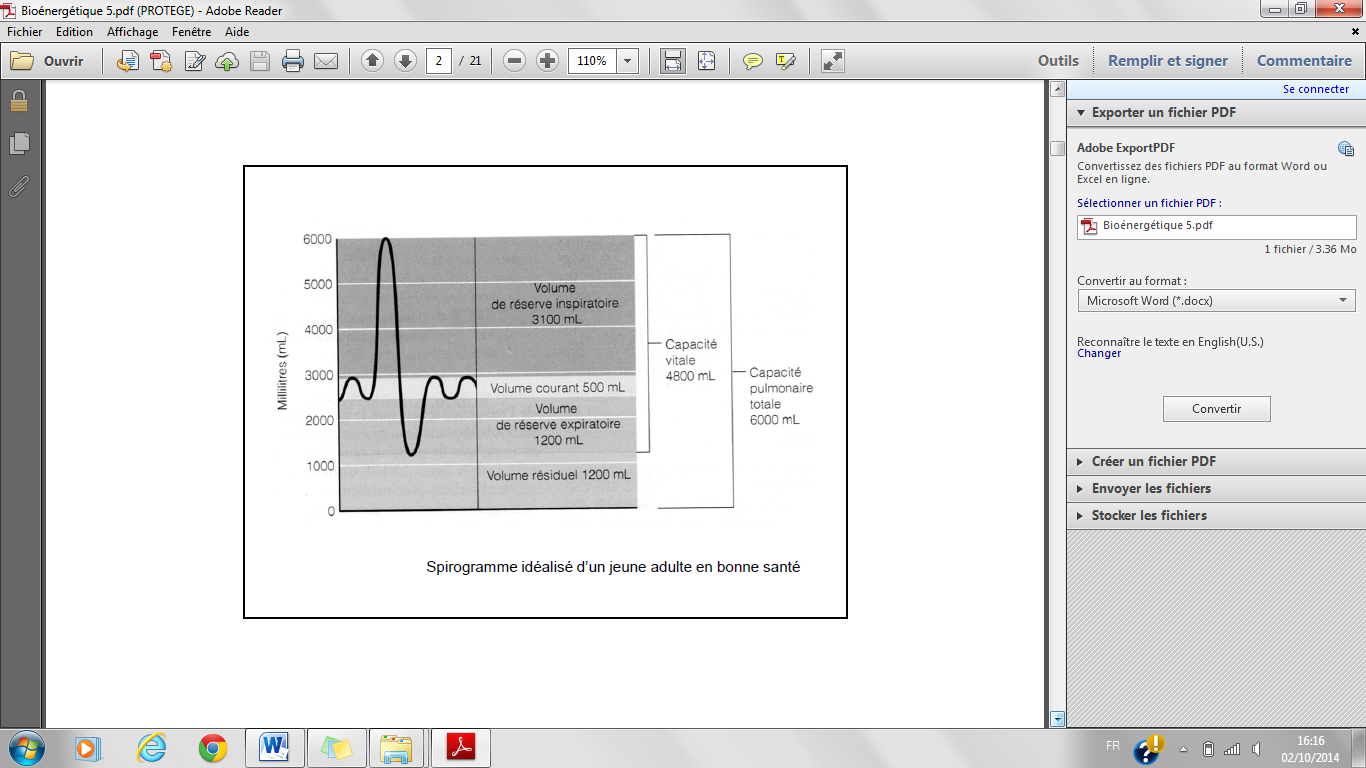 Bioénergétique 5.pdf (PROTEGE) - Adobe Reader
Fichier Edition Affichage Fenêtre Aide
Ouvrir
2 / 21
110%
Outils
Remplir et signer
Commentaire
Se connecter
Exporter un fichier PDF
Adobe ExportPDF
Convertissez des fichiers PDF au format Word ou
Excel en ligne.
Sélectionner un fichier PDF :
Bioénergétique 5.pdf
1 fichier / 3.36 Mo
Convertir au format :
Microsoft Word (*.docx)
Reconnaître le texte en English(U.S.)
Changer
Convertir
Créer un fichier PDF
Envoyer les fichiers
Stocker les fichiers
Millilitres (mL)
6000
5000
4000
3000
2000
1000
0
Volume
de réserve inspiratoire
3100 mL
Volume courant 500 mL
Volume
de réserve expiratoire
1200 mL
Volume résiduel 1200 mL
Capacité
vitale
4800 mL
Capacité
pulmonaire
totale
6000 mL
Spirogramme idéalisé d'un jeune adulte en bonne santé
FR
16:16
02/10/2014